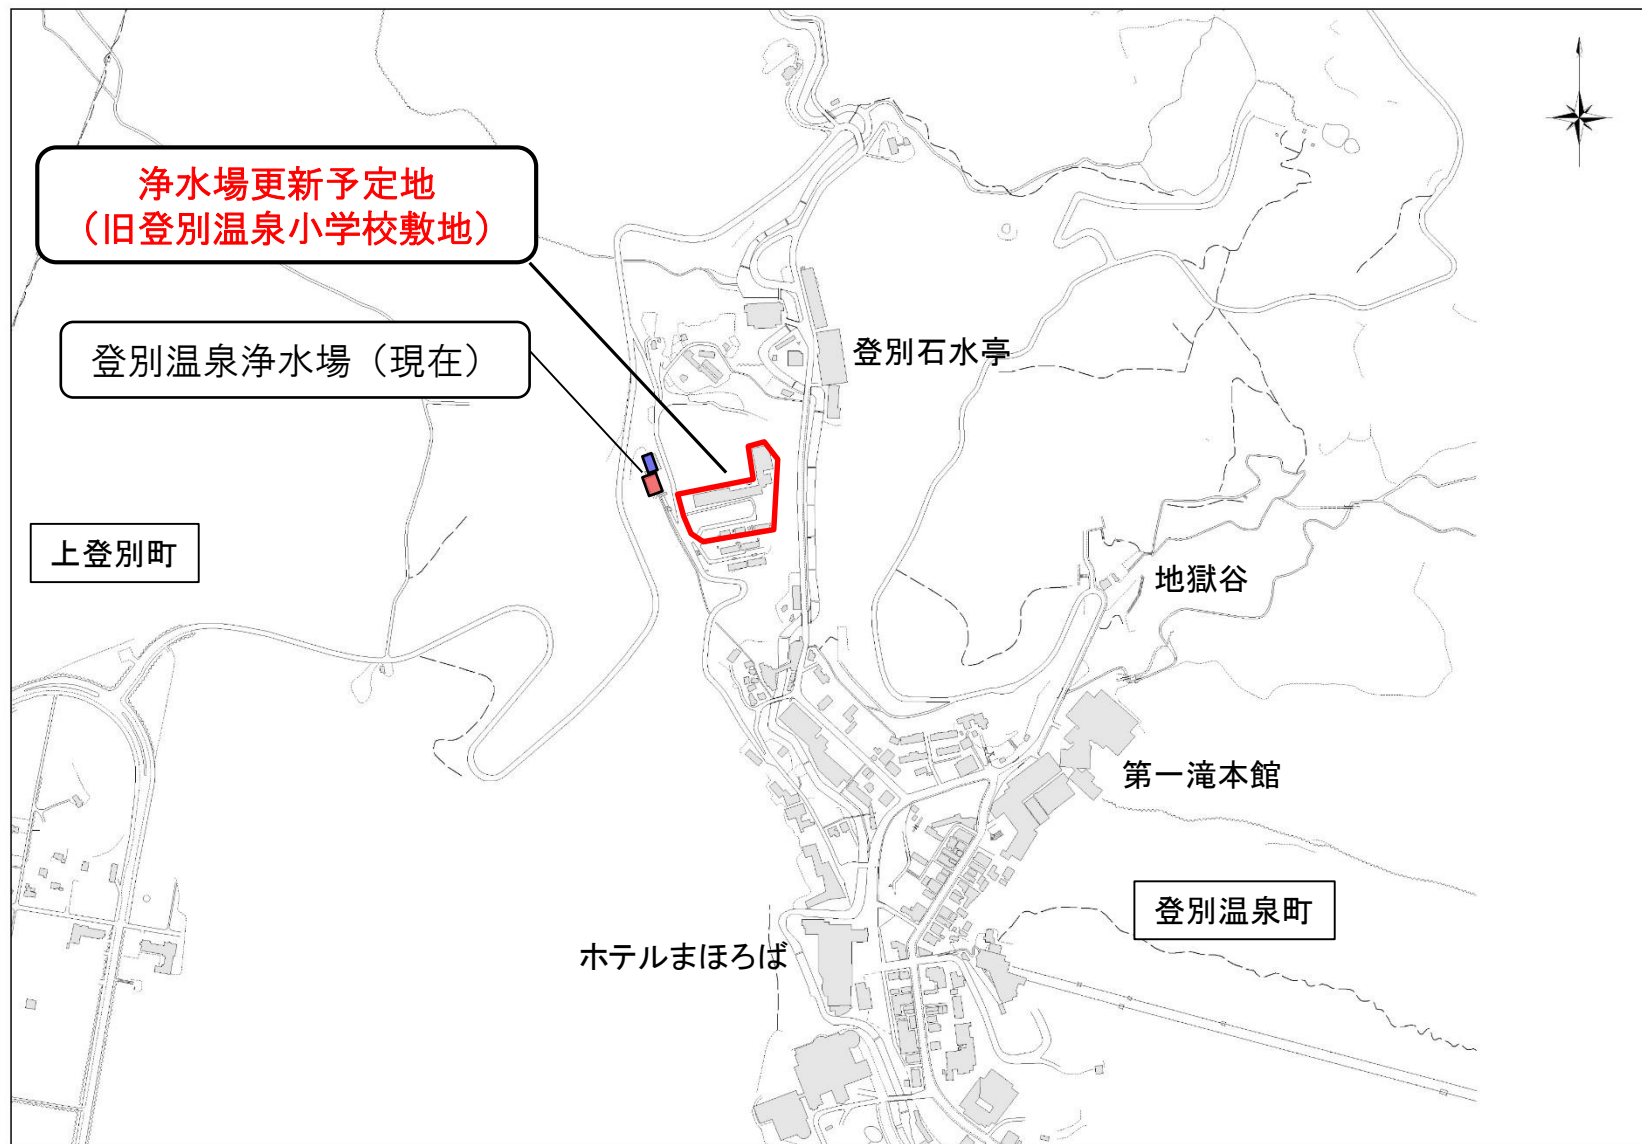 浄水場更新予定地
（旧登別温泉小学校敷地）
登別温泉浄水場（現在）
登別石水亭
上登別町
地獄谷
第一滝本館
登別温泉町
ホテルまほろば